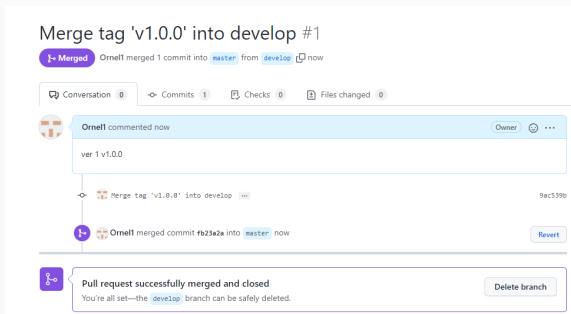 Merge tag 'v1.0.0' into develop #1
Merged Ornel1 merged 1 commit into master from develop now
Conversation 0 Commits 1 Checks 0 Files changed 0
Ornel1 commented now Owner ...
ver 1 v1.0.0
Merge tag 'v1.0.0' into develop ... 9ac539b
Ornel1 merged commit fb23a2a into master now Revert
Pull request successfully merged and closed
You're all set—the develop branch can be safely deleted.
Delete branch